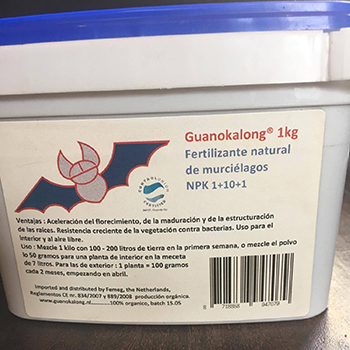 Guanokalong® 1kg
Fertilizante natural
de murciélagos
NPK 1+10+1
Ventajas : Aceleración del florecimiento, de la maduración y de la estructuración
de las raíces. Resistencia creciente de la vegetación contra bacterias. Uso para el
interior y al aire libre.
Uso : Mezcle 1 kilo con 100 - 200 litros de tierra en la primera semana, o mezcle el polvo
lo 50 gramos para una planta de interior en la meceta
de 7 litros. Para las de exterior : 1 planta = 100 gramos
cada 2 meses, empezando en abril.
Imported and distributed by Femeg, the Netherlands,
Reglamentos CE nr. 834/2007 y 889/2008 producción orgánica.
www.guanokalong.nl............100% organico, batch 15.05